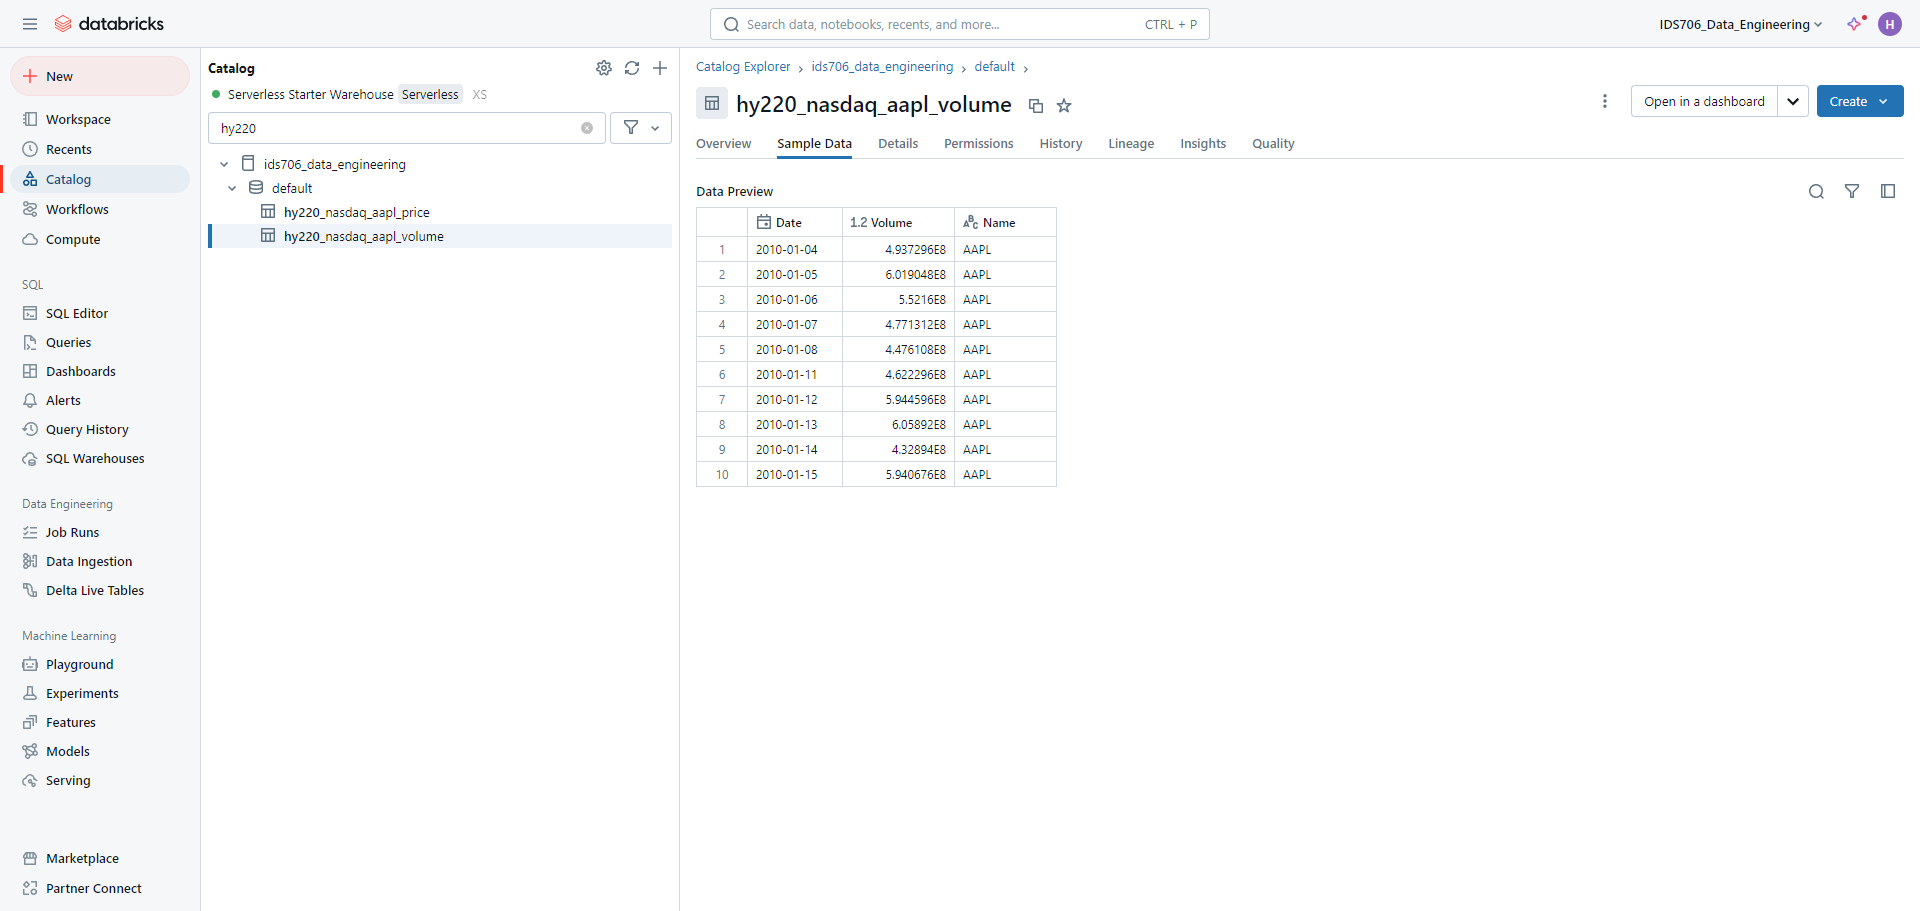 databricks
Search data, notebooks, recents, and more... CTRL + P
IDS706_Data_Engineering
H
New
Workspace
Recents
Catalog
Workflows
Compute
SQL
SQL Editor
Queries
Dashboards
Alerts
Query History
SQL Warehouses
Data Engineering
Job Runs
Data Ingestion
Delta Live Tables
Machine Learning
Playground
Experiments
Features
Models
Serving
Marketplace
Partner Connect
Catalog
Serverless Starter Warehouse Serverless XS
hy220
ids706_data_engineering
default
hy220_nasdaq_aapl_price
hy220_nasdaq_aapl_volume
Catalog Explorer › ids706_data_engineering › default ›
hy220_nasdaq_aapl_volume
Open in a dashboard
Create
Overview Sample Data Details Permissions History Lineage Insights Quality
Data Preview
Date 1.2 Volume ABC Name
1 2010-01-04 4.937296E8 AAPL
2 2010-01-05 6.019048E8 AAPL
3 2010-01-06 5.5216E8 AAPL
4 2010-01-07 4.771312E8 AAPL
5 2010-01-08 4.476108E8 AAPL
6 2010-01-11 4.622296E8 AAPL
7 2010-01-12 5.944596E8 AAPL
8 2010-01-13 6.05892E8 AAPL
9 2010-01-14 4.32894E8 AAPL
10 2010-01-15 5.940676E8 AAPL